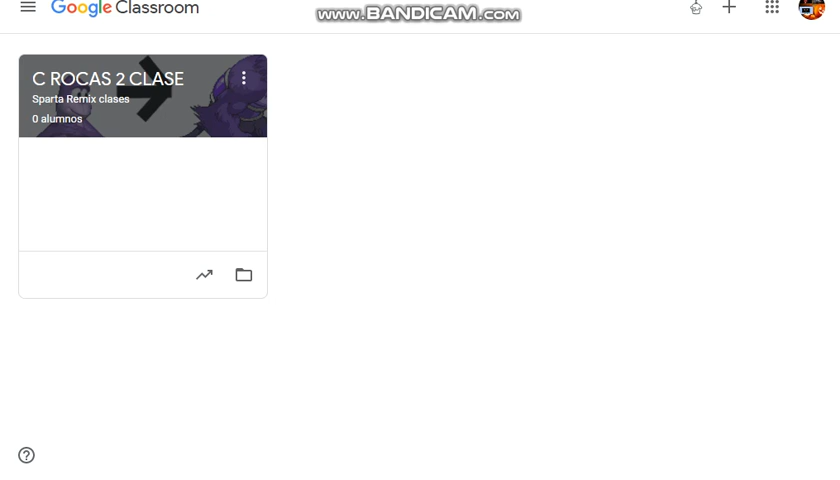 Google Classroom
www.BANDICAM.com
C ROCAS 2 CLASE
Sparta Remix clases
0 alumnos